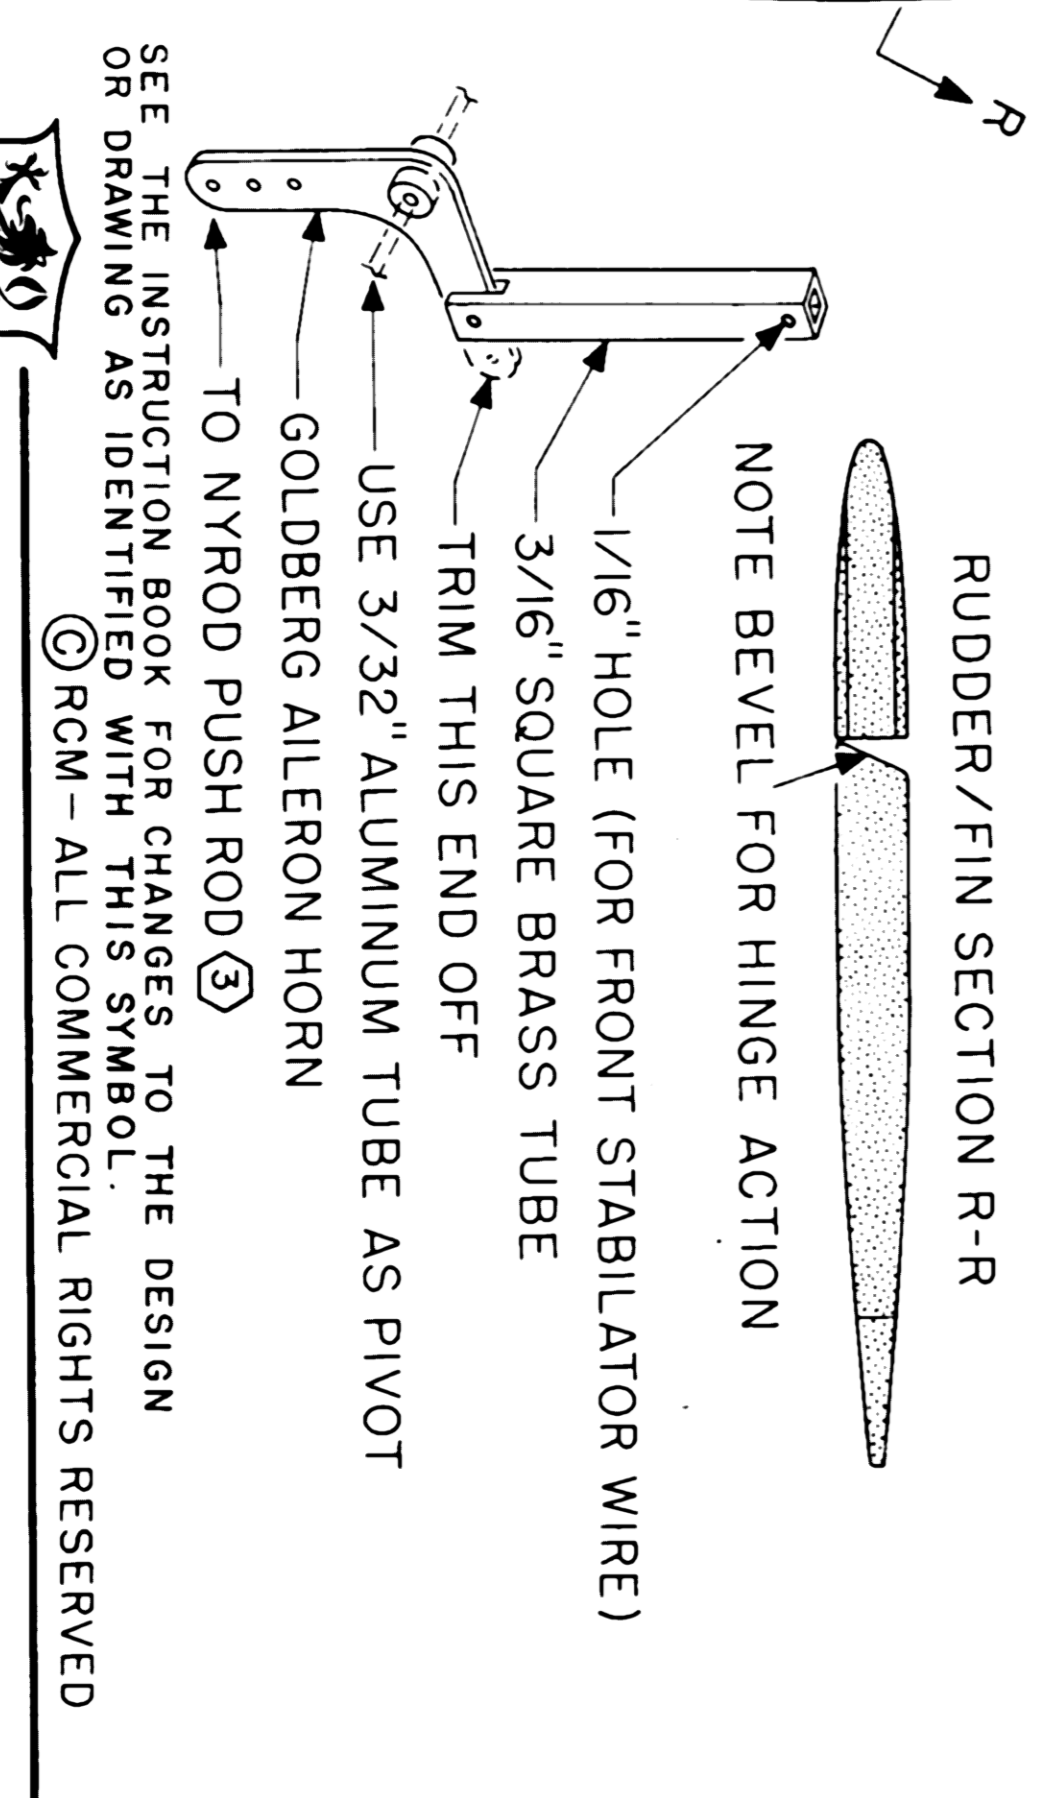 R
RUDDER/FIN SECTION R-R
NOTE BEVEL FOR HINGE ACTION
1/16" HOLE (FOR FRONT STABILATOR WIRE)
3/16" SQUARE BRASS TUBE
TRIM THIS END OFF
USE 3/32" ALUMINUM TUBE AS PIVOT
GOLDBERG AILERON HORN
TO NYROD PUSH ROD 3
SEE THE INSTRUCTION BOOK FOR CHANGES TO THE DESIGN
OR DRAWING AS IDENTIFIED WITH THIS SYMBOL.
© RCM - ALL COMMERCIAL RIGHTS RESERVED